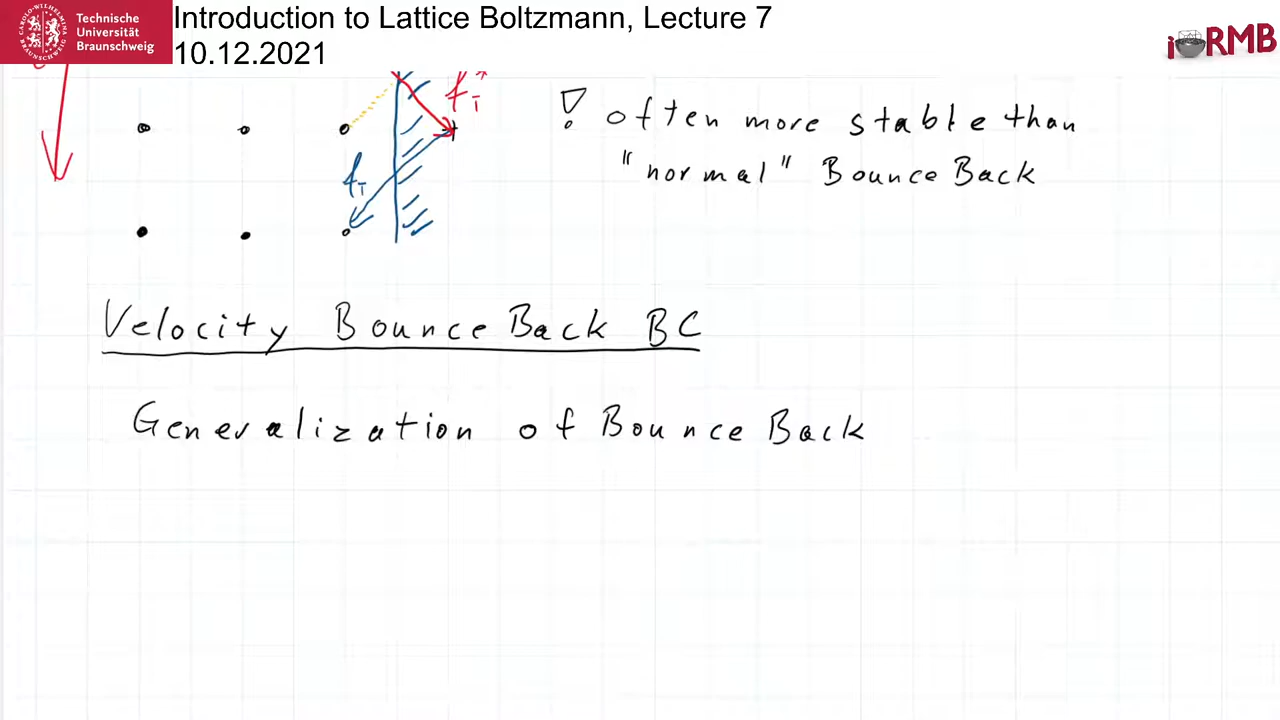 Technische
Universität
Braunschweig
Introduction to Lattice Boltzmann, Lecture 7
10.12.2021
iRMB
! often more stable than
"normal" Bounce Back
Velocity Bounce Back BC
Generalization of Bounce Back